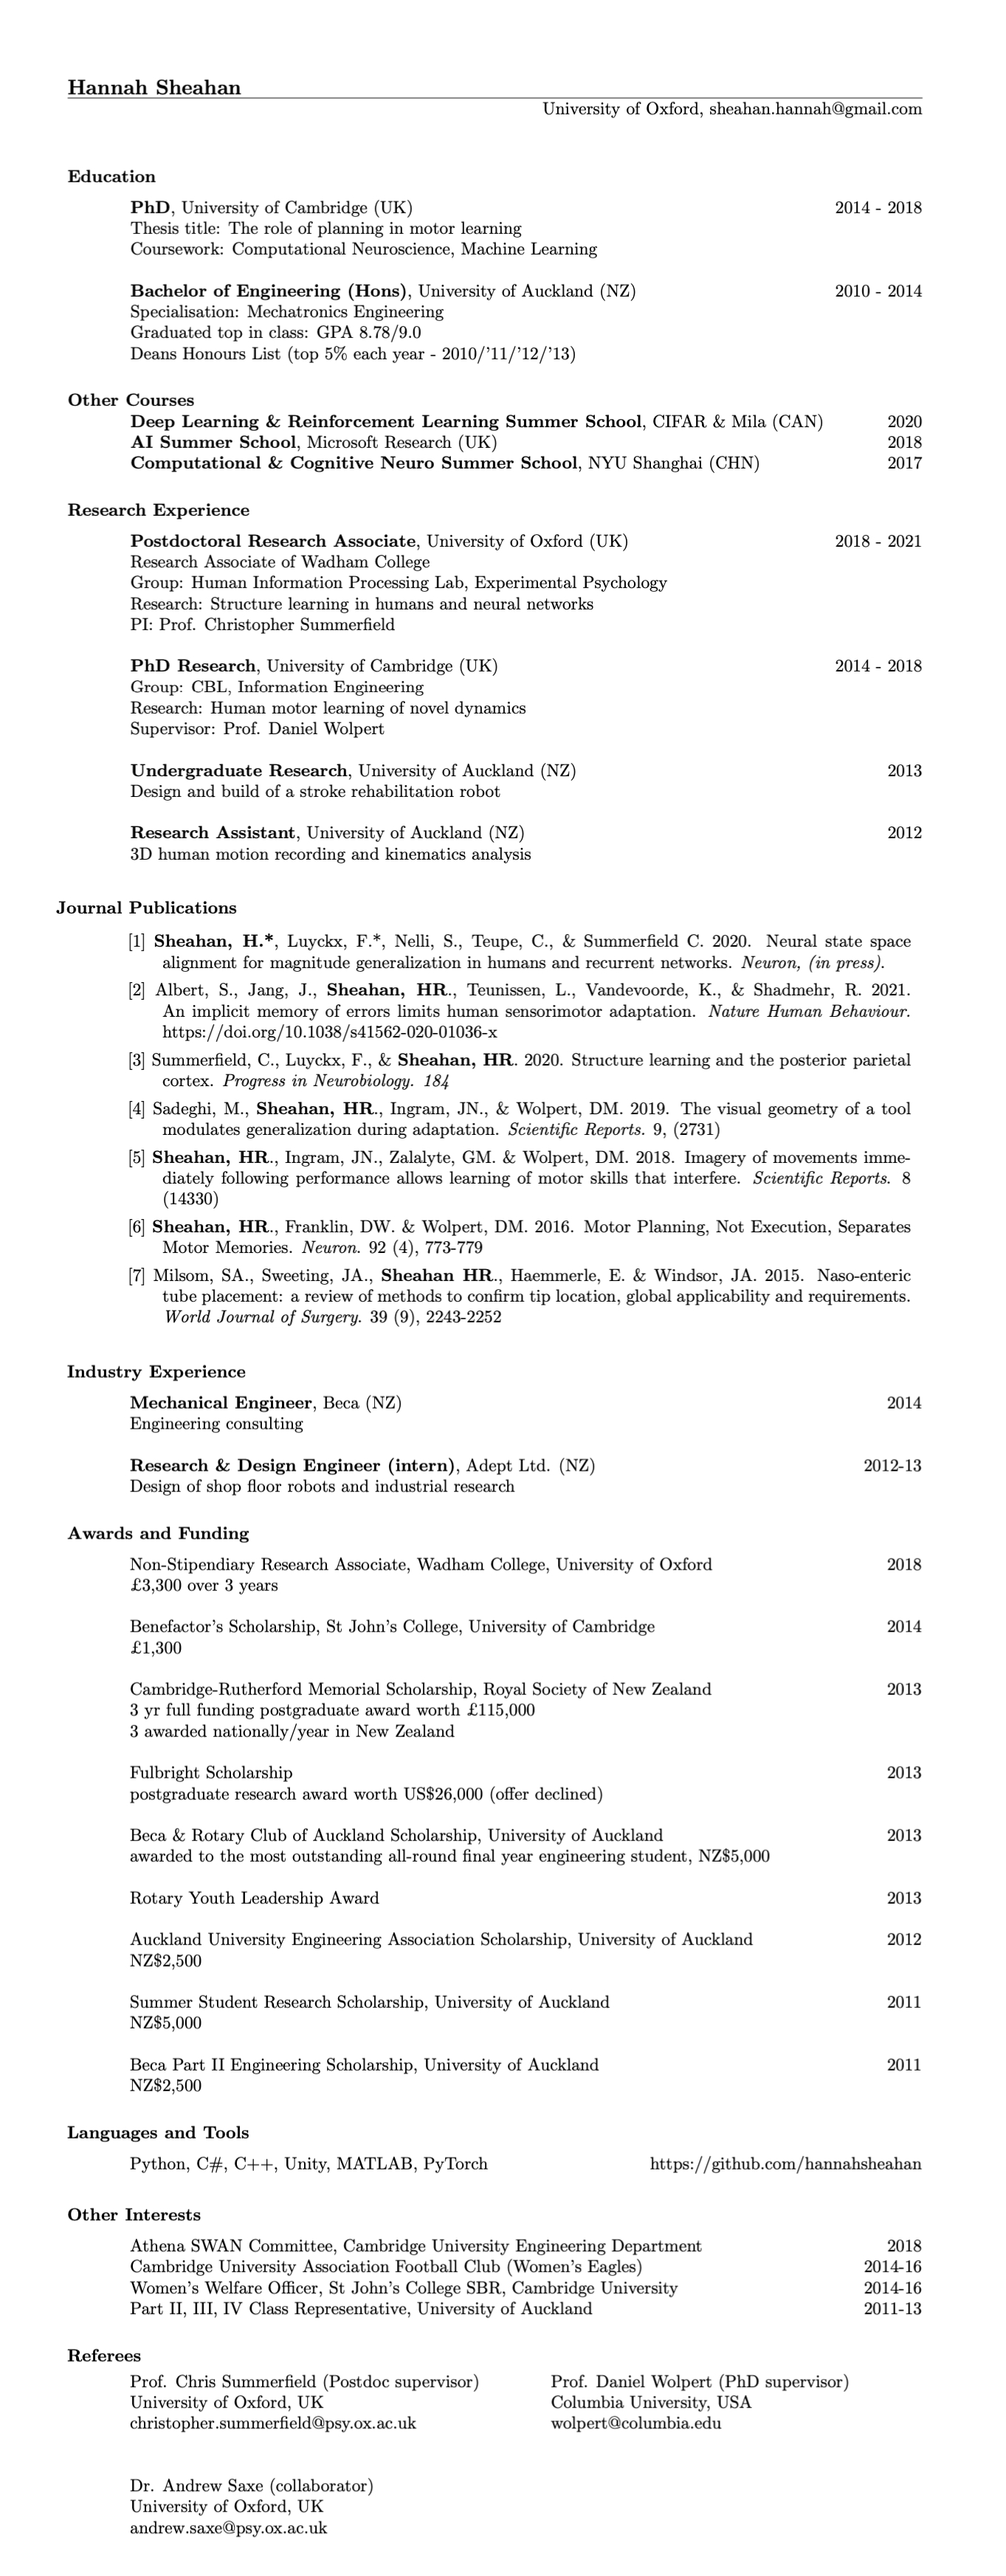 Hannah Sheahan
University of Oxford, sheahan.hannah@gmail.com
Education
PhD, University of Cambridge (UK) 2014 - 2018
Thesis title: The role of planning in motor learning
Coursework: Computational Neuroscience, Machine Learning
Bachelor of Engineering (Hons), University of Auckland (NZ) 2010 - 2014
Specialisation: Mechatronics Engineering
Graduated top in class: GPA 8.78/9.0
Deans Honours List (top 5% each year - 2010/’11/’12/’13)
Other Courses
Deep Learning & Reinforcement Learning Summer School, CIFAR & Mila (CAN) 2020
AI Summer School, Microsoft Research (UK) 2018
Computational & Cognitive Neuro Summer School, NYU Shanghai (CHN) 2017
Research Experience
Postdoctoral Research Associate, University of Oxford (UK) 2018 - 2021
Research Associate of Wadham College
Group: Human Information Processing Lab, Experimental Psychology
Research: Structure learning in humans and neural networks
PI: Prof. Christopher Summerfield
PhD Research, University of Cambridge (UK) 2014 - 2018
Group: CBL, Information Engineering
Research: Human motor learning of novel dynamics
Supervisor: Prof. Daniel Wolpert
Undergraduate Research, University of Auckland (NZ) 2013
Design and build of a stroke rehabilitation robot
Research Assistant, University of Auckland (NZ) 2012
3D human motion recording and kinematics analysis
Journal Publications
[1] Sheahan, H.*, Luyckx, F.*, Nelli, S., Teupe, C., & Summerfield C. 2020. Neural state space
alignment for magnitude generalization in humans and recurrent networks. Neuron, (in press).
[2] Albert, S., Jang, J., Sheahan, HR., Teunissen, L., Vandevoorde, K., & Shadmehr, R. 2021.
An implicit memory of errors limits human sensorimotor adaptation. Nature Human Behaviour.
https://doi.org/10.1038/s41562-020-01036-x
[3] Summerfield, C., Luyckx, F., & Sheahan, HR. 2020. Structure learning and the posterior parietal
cortex. Progress in Neurobiology. 184
[4] Sadeghi, M., Sheahan, HR., Ingram, JN., & Wolpert, DM. 2019. The visual geometry of a tool
modulates generalization during adaptation. Scientific Reports. 9, (2731)
[5] Sheahan, HR., Ingram, JN., Zalalyte, GM. & Wolpert, DM. 2018. Imagery of movements imme-
diately following performance allows learning of motor skills that interfere. Scientific Reports. 8
(14330)
[6] Sheahan, HR., Franklin, DW. & Wolpert, DM. 2016. Motor Planning, Not Execution, Separates
Motor Memories. Neuron. 92 (4), 773-779
[7] Milsom, SA., Sweeting, JA., Sheahan HR., Haemmerle, E. & Windsor, JA. 2015. Naso-enteric
tube placement: a review of methods to confirm tip location, global applicability and requirements.
World Journal of Surgery. 39 (9), 2243-2252
Industry Experience
Mechanical Engineer, Beca (NZ) 2014
Engineering consulting
Research & Design Engineer (intern), Adept Ltd. (NZ) 2012-13
Design of shop floor robots and industrial research
Awards and Funding
Non-Stipendiary Research Associate, Wadham College, University of Oxford 2018
£3,300 over 3 years
Benefactor’s Scholarship, St John’s College, University of Cambridge 2014
£1,300
Cambridge-Rutherford Memorial Scholarship, Royal Society of New Zealand 2013
3 yr full funding postgraduate award worth £115,000
3 awarded nationally/year in New Zealand
Fulbright Scholarship 2013
postgraduate research award worth US$26,000 (offer declined)
Beca & Rotary Club of Auckland Scholarship, University of Auckland 2013
awarded to the most outstanding all-round final year engineering student, NZ$5,000
Rotary Youth Leadership Award 2013
Auckland University Engineering Association Scholarship, University of Auckland 2012
NZ$2,500
Summer Student Research Scholarship, University of Auckland 2011
NZ$5,000
Beca Part II Engineering Scholarship, University of Auckland 2011
NZ$2,500
Languages and Tools
Python, C#, C++, Unity, MATLAB, PyTorch https://github.com/hannahsheahan
Other Interests
Athena SWAN Committee, Cambridge University Engineering Department 2018
Cambridge University Association Football Club (Women’s Eagles) 2014-16
Women’s Welfare Officer, St John’s College SBR, Cambridge University 2014-16
Part II, III, IV Class Representative, University of Auckland 2011-13
Referees
Prof. Chris Summerfield (Postdoc supervisor) Prof. Daniel Wolpert (PhD supervisor)
University of Oxford, UK Columbia University, USA
christopher.summerfield@psy.ox.ac.uk wolpert@columbia.edu
Dr. Andrew Saxe (collaborator)
University of Oxford, UK
andrew.saxe@psy.ox.ac.uk